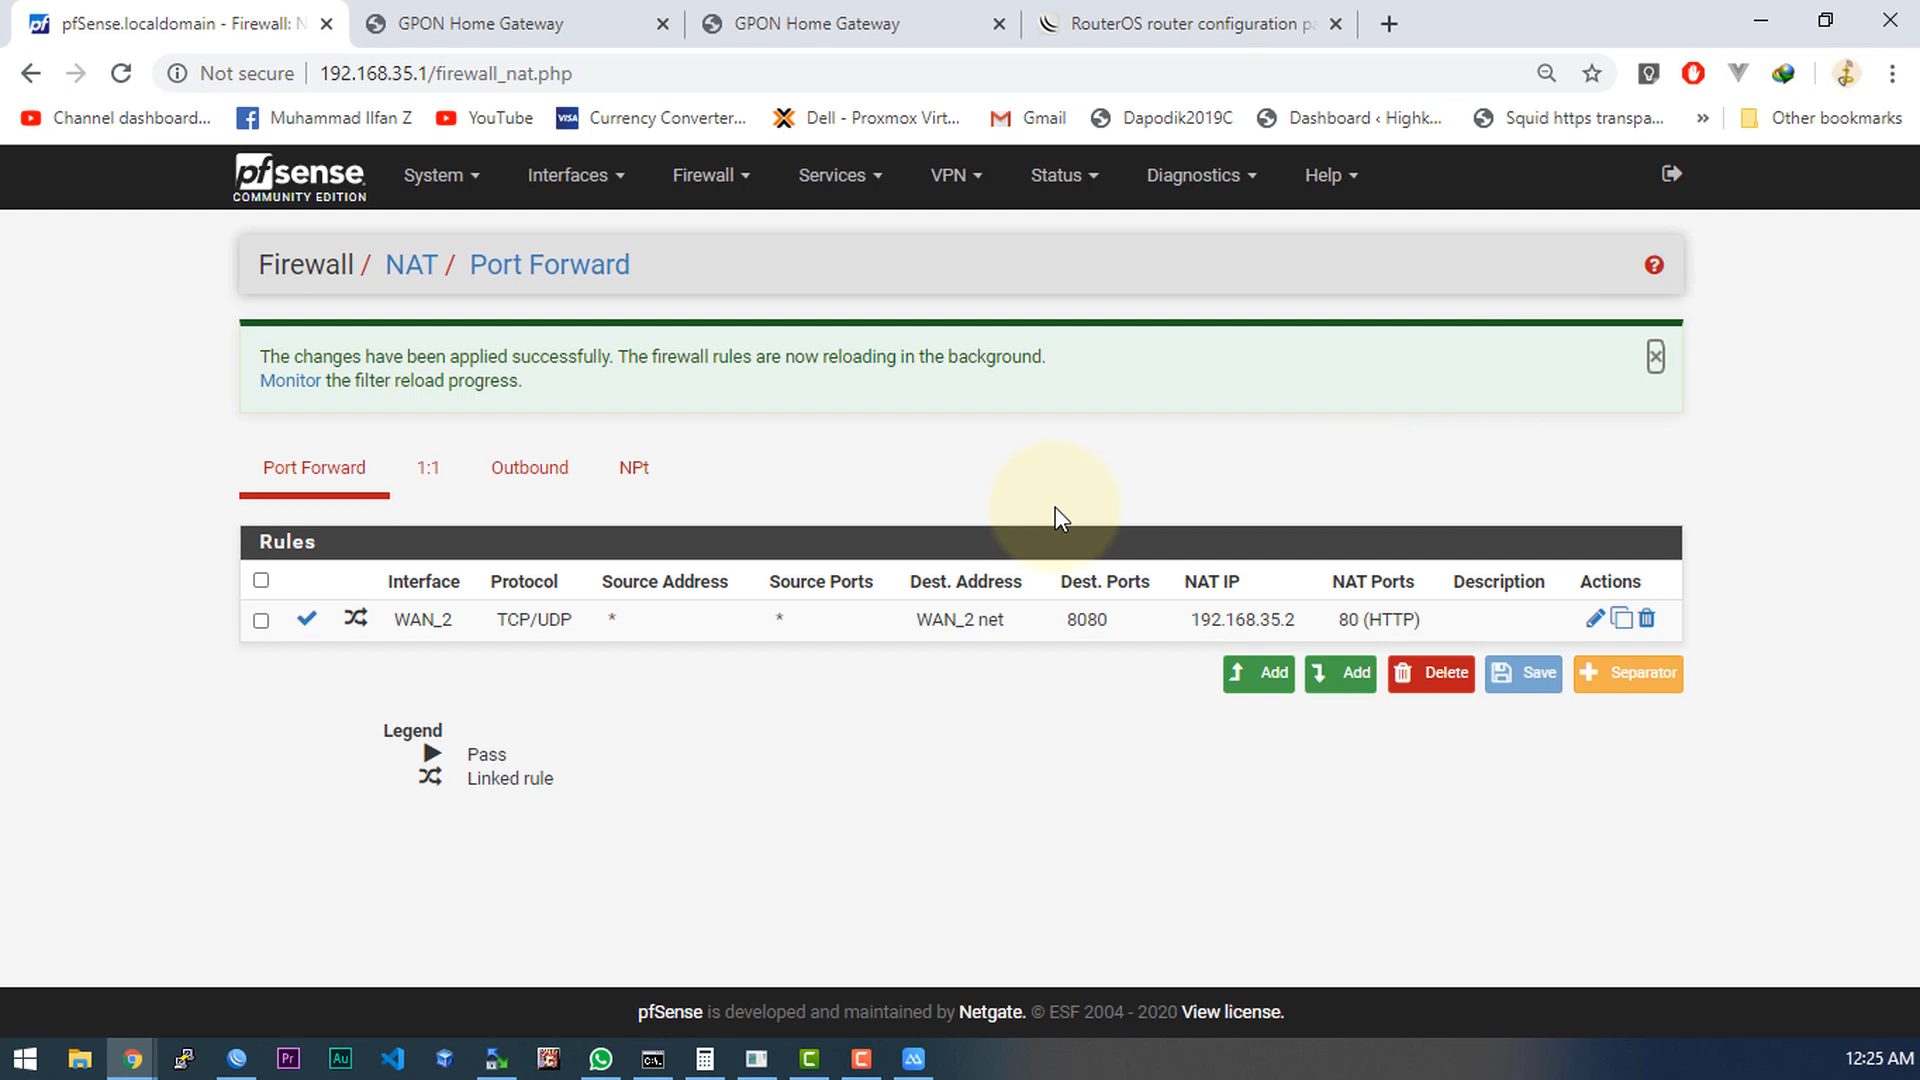 pfSense.localdomain - Firewall: N
GPON Home Gateway
GPON Home Gateway
RouterOS router configuration pa
Not secure
192.168.35.1/firewall_nat.php
Channel dashboard...
Muhammad Ilfan Z
YouTube
VISA
Currency Converter...
Dell - Proxmox Virt...
Gmail
Dapodik2019C
Dashboard ‹ Highk...
Squid https transpa...
»
Other bookmarks
pfsense
COMMUNITY EDITION
System
Interfaces
Firewall
Services
VPN
Status
Diagnostics
Help
Firewall / NAT / Port Forward
The changes have been applied successfully. The firewall rules are now reloading in the background.
Monitor the filter reload progress.
Port Forward
1:1
Outbound
NPt
Rules
Interface Protocol Source Address Source Ports Dest. Address Dest. Ports NAT IP NAT Ports Description Actions
WAN_2 TCP/UDP * * WAN_2 net 8080 192.168.35.2 80 (HTTP)
Add
Add
Delete
Save
Separator
Legend
Pass
Linked rule
pfSense is developed and maintained by Netgate. © ESF 2004 - 2020 View license.
12:25 AM